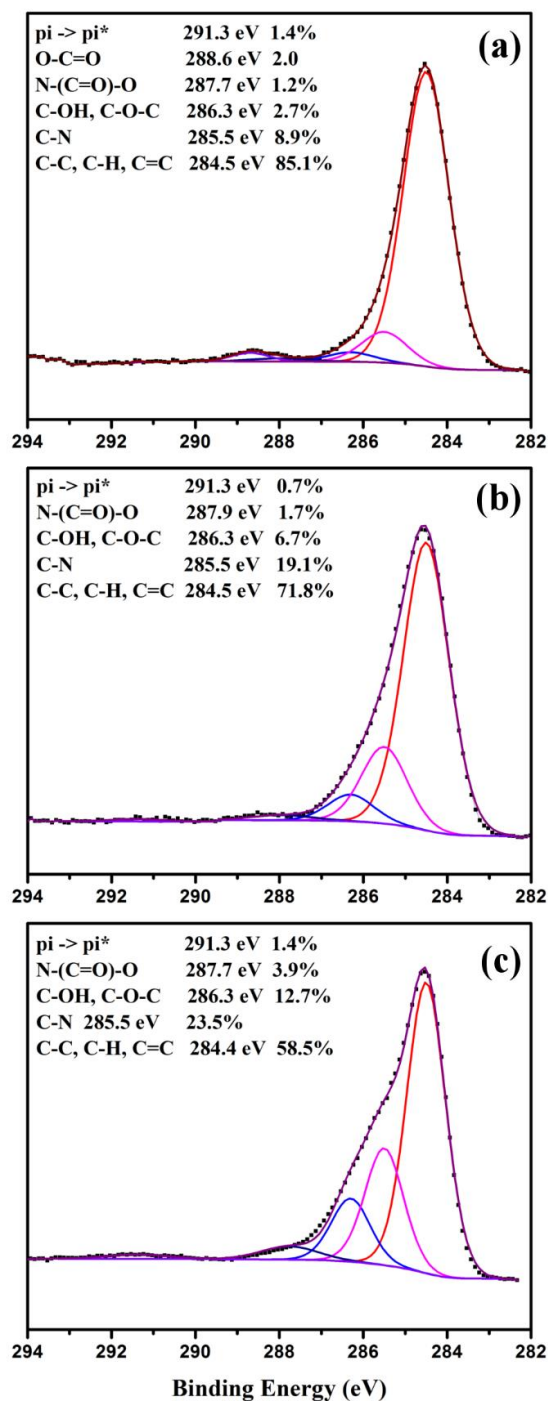 (a)
pi -> pi* 291.3 eV 1.4%
O-C=O 288.6 eV 2.0
N-(C=O)-O 287.7 eV 1.2%
C-OH, C-O-C 286.3 eV 2.7%
C-N 285.5 eV 8.9%
C-C, C-H, C=C 284.5 eV 85.1%
294 292 290 288 286 284 282
(b)
pi -> pi* 291.3 eV 0.7%
N-(C=O)-O 287.9 eV 1.7%
C-OH, C-O-C 286.3 eV 6.7%
C-N 285.5 eV 19.1%
C-C, C-H, C=C 284.5 eV 71.8%
294 292 290 288 286 284 282
(c)
pi -> pi* 291.3 eV 1.4%
N-(C=O)-O 287.7 eV 3.9%
C-OH, C-O-C 286.3 eV 12.7%
C-N 285.5 eV 23.5%
C-C, C-H, C=C 284.4 eV 58.5%
294 292 290 288 286 284 282
Binding Energy (eV)